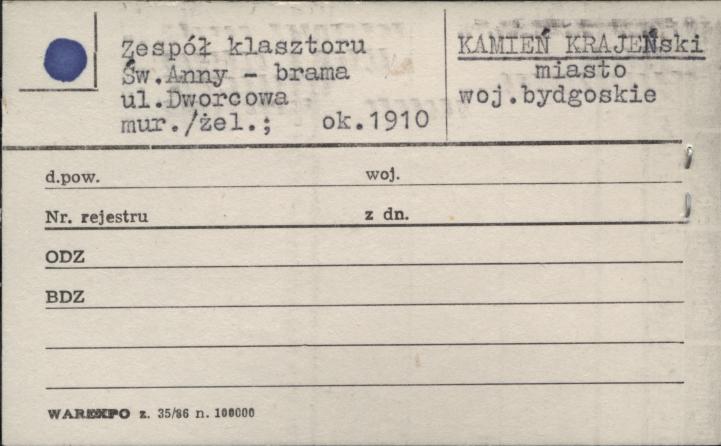 Zespół klasztoru
Św.Anny - brama
ul.Dworcowa
mur./żel.; ok.1910
KAMIEŃ KRAJEŃski
miasto
woj.bydgoskie
d.pow. woj.
Nr. rejestru z dn.
ODZ
BDZ
WAREXPO z. 35/86 n. 100000